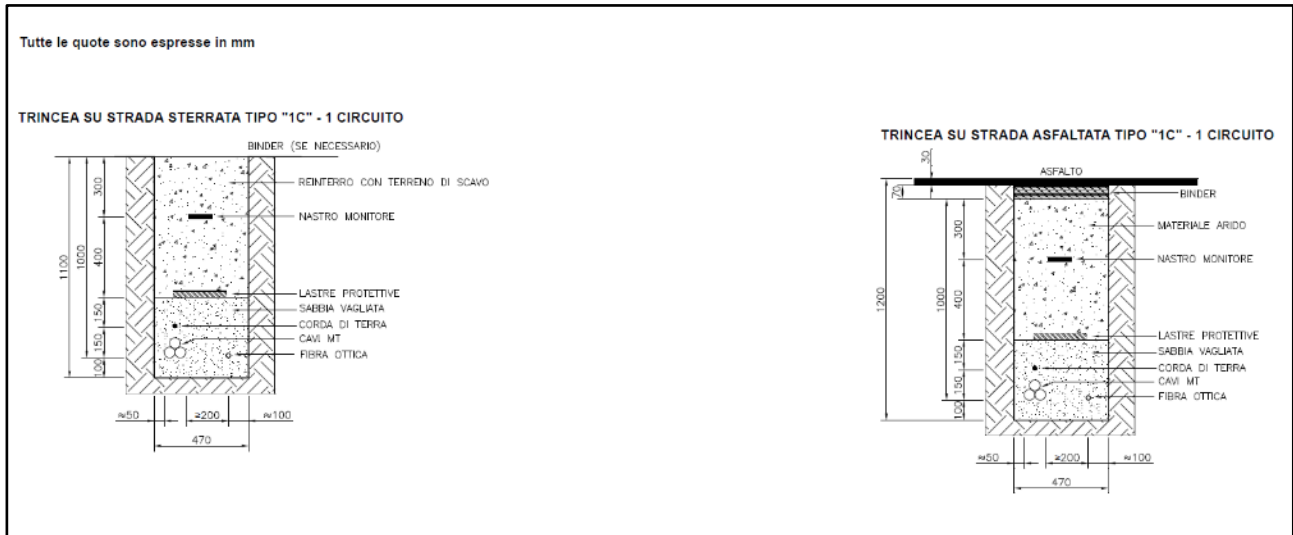 Tutte le quote sono espresse in mm
TRINCEA SU STRADA STERRATA TIPO "1C" - 1 CIRCUITO
BINDER (SE NECESSARIO)
REINTERRO CON TERRENO DI SCAVO
NASTRO MONITORE
LASTRE PROTETTIVE
SABBIA VAGLIATA
CORDA DI TERRA
CAVI MT
FIBRA OTTICA
1100
1000
300
400
150
150
100
≈50
≥200
≈100
470
TRINCEA SU STRADA ASFALTATA TIPO "1C" - 1 CIRCUITO
30
ASFALTO
70
BINDER
MATERIALE ARIDO
NASTRO MONITORE
LASTRE PROTETTIVE
SABBIA VAGLIATA
CORDA DI TERRA
CAVI MT
FIBRA OTTICA
1200
1000
300
400
150
150
100
≈50
≥200
≈100
470